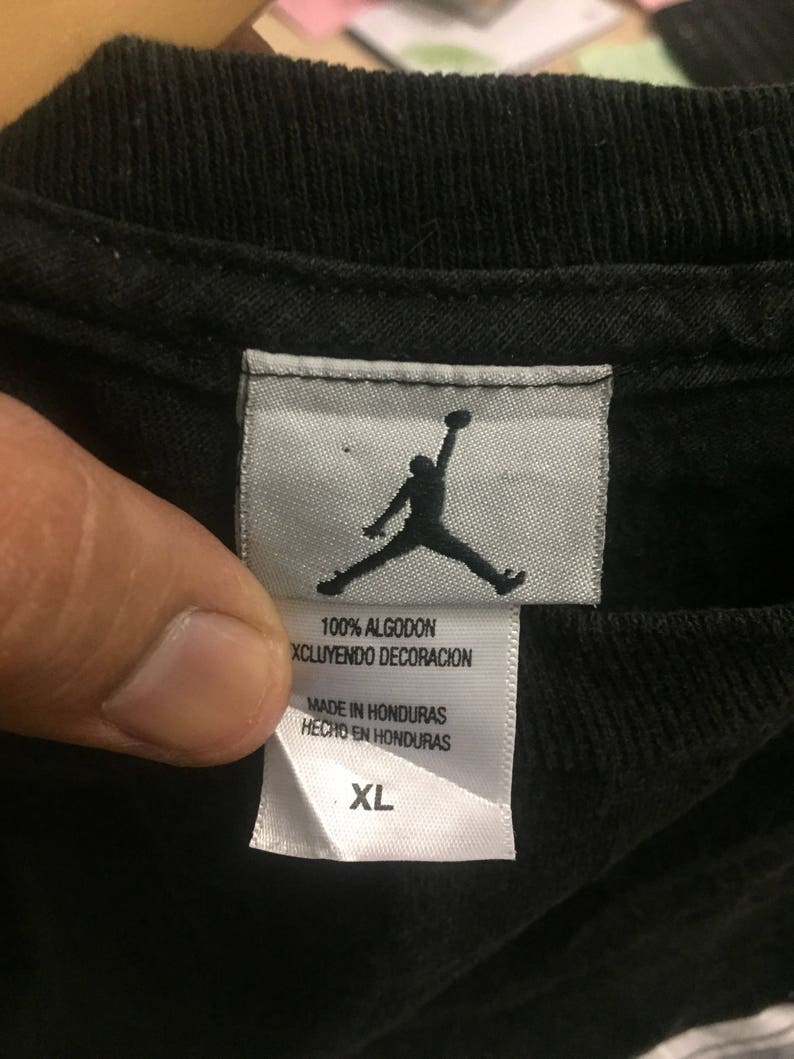 100% ALGODON
XCLUYENDO DECORACION
MADE IN HONDURAS
HECHO EN HONDURAS
XL